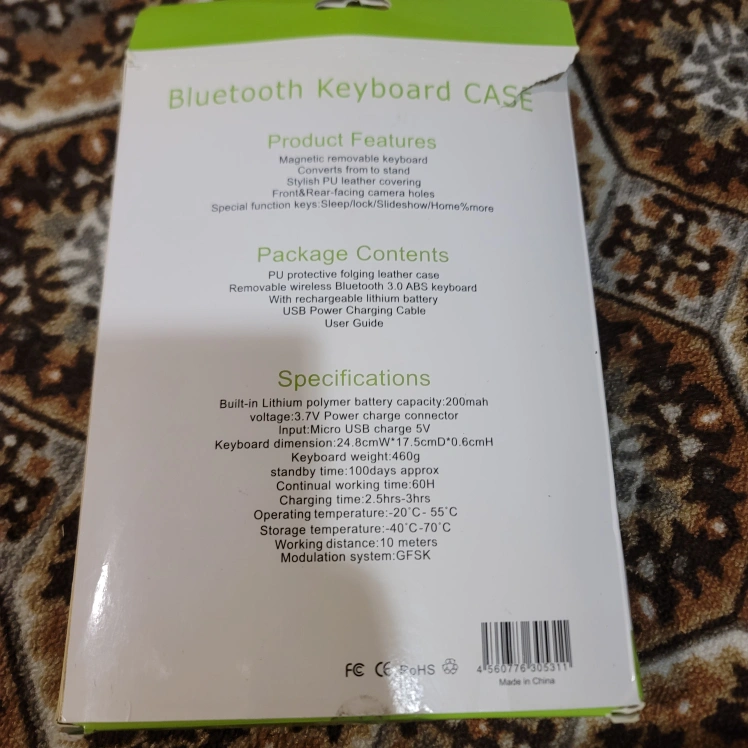 Bluetooth Keyboard CASE
Product Features
Magnetic removable keyboard
Converts from to stand
Stylish PU leather covering
Front&Rear-facing camera holes
Special function keys:Sleep/lock/Slideshow/Home%more
Package Contents
PU protective folging leather case
Removable wireless Bluetooth 3.0 ABS keyboard
With rechargeable lithium battery
USB Power Charging Cable
User Guide
Specifications
Built-in Lithium polymer battery capacity:200mah
voltage:3.7V Power charge connector
Input:Micro USB charge 5V
Keyboard dimension:24.8cmW*17.5cmD*0.6cmH
Keyboard weight:460g
standby time:100days approx
Continual working time:60H
Charging time:2.5hrs-3hrs
Operating temperature:-20°C- 55°C
Storage temperature:-40°C-70°C
Working distance:10 meters
Modulation system:GFSK
FC CE RoHS
4 560776 305311
Made in China